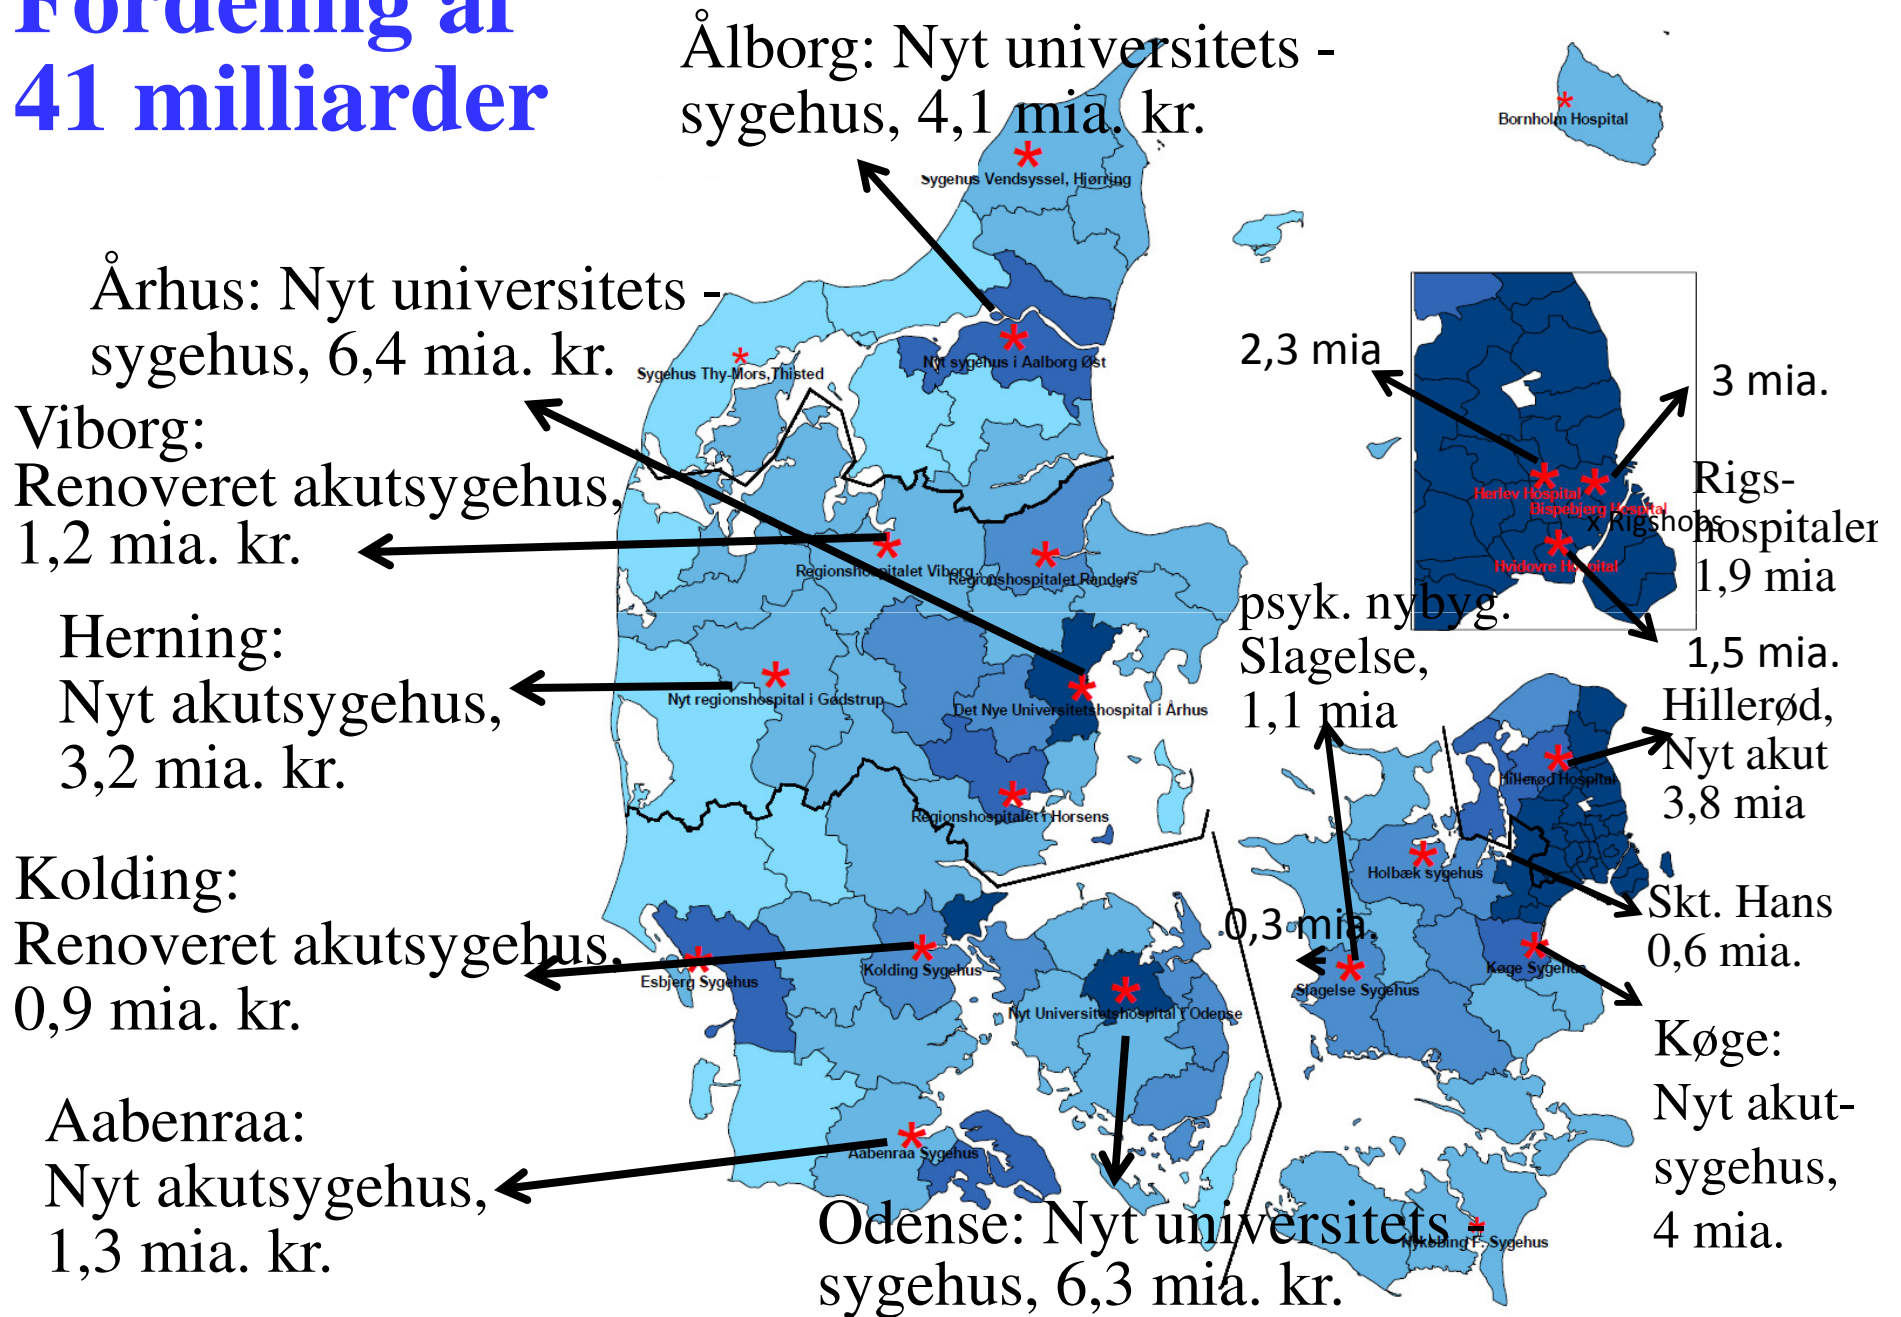 Fordeling af
41 milliarder
Ålborg: Nyt universitets -
sygehus, 4,1 mia. kr.
Bornholm Hospital
Sygehus Vendsyssel, Hjørring
Århus: Nyt universitets -
sygehus, 6,4 mia. kr.
Sygehus Thy-Mors,Thisted
Nyt sygehus i Aalborg Øst
2,3 mia
3 mia.
Viborg:
Renoveret akutsygehus,
1,2 mia. kr.
Herlev Hospital
Bispebjerg Hospital
x Rigshops
Hvidovre Hospital
Rigs-
hospitaler
1,9 mia
Regionshospitalet Viborg
Regionshospitalet Randers
psyk. nybyg.
Slagelse,
1,1 mia
1,5 mia.
Herning:
Nyt akutsygehus,
3,2 mia. kr.
Nyt regionshospital i Gødstrup
Det Nye Universitetshospital i Århus
Hillerød,
Nyt akut
3,8 mia
Hillerød Hospital
Regionshospitalet i Horsens
Holbæk sygehus
Kolding:
Renoveret akutsygehus,
0,9 mia. kr.
Skt. Hans
0,6 mia.
0,3 mia.
Esbjerg Sygehus
Kolding Sygehus
Slagelse Sygehus
Køge Sygehus
Nyt Universitetshospital i Odense
Køge:
Nyt akut-
sygehus,
4 mia.
Aabenraa:
Nyt akutsygehus,
1,3 mia. kr.
Aabenraa Sygehus
Odense: Nyt universitets -
sygehus, 6,3 mia. kr.
Nykøbing F. Sygehus